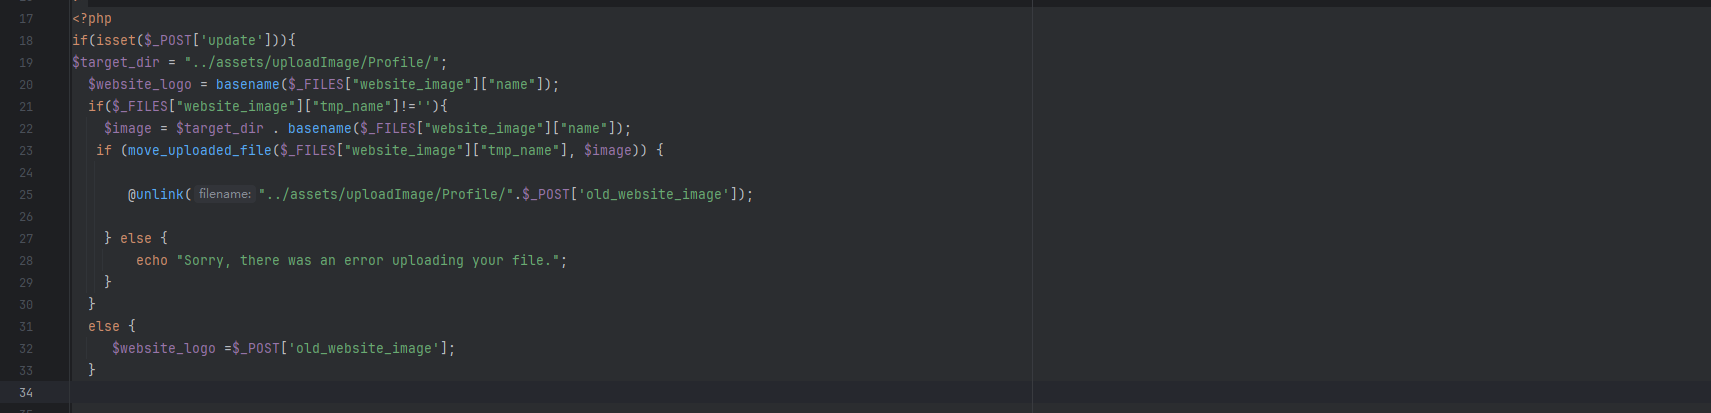 17 <?php
18 if(isset($_POST['update'])){
19 $target_dir = "../assets/uploadImage/Profile/";
20 $website_logo = basename($_FILES["website_image"]["name"]);
21 if($_FILES["website_image"]["tmp_name"]!=''){
22 $image = $target_dir . basename($_FILES["website_image"]["name"]);
23 if (move_uploaded_file($_FILES["website_image"]["tmp_name"], $image)) {
24
25 @unlink( filename: "../assets/uploadImage/Profile/".$_POST['old_website_image']);
26
27 } else {
28 echo "Sorry, there was an error uploading your file.";
29 }
30 }
31 else {
32 $website_logo =$_POST['old_website_image'];
33 }
34